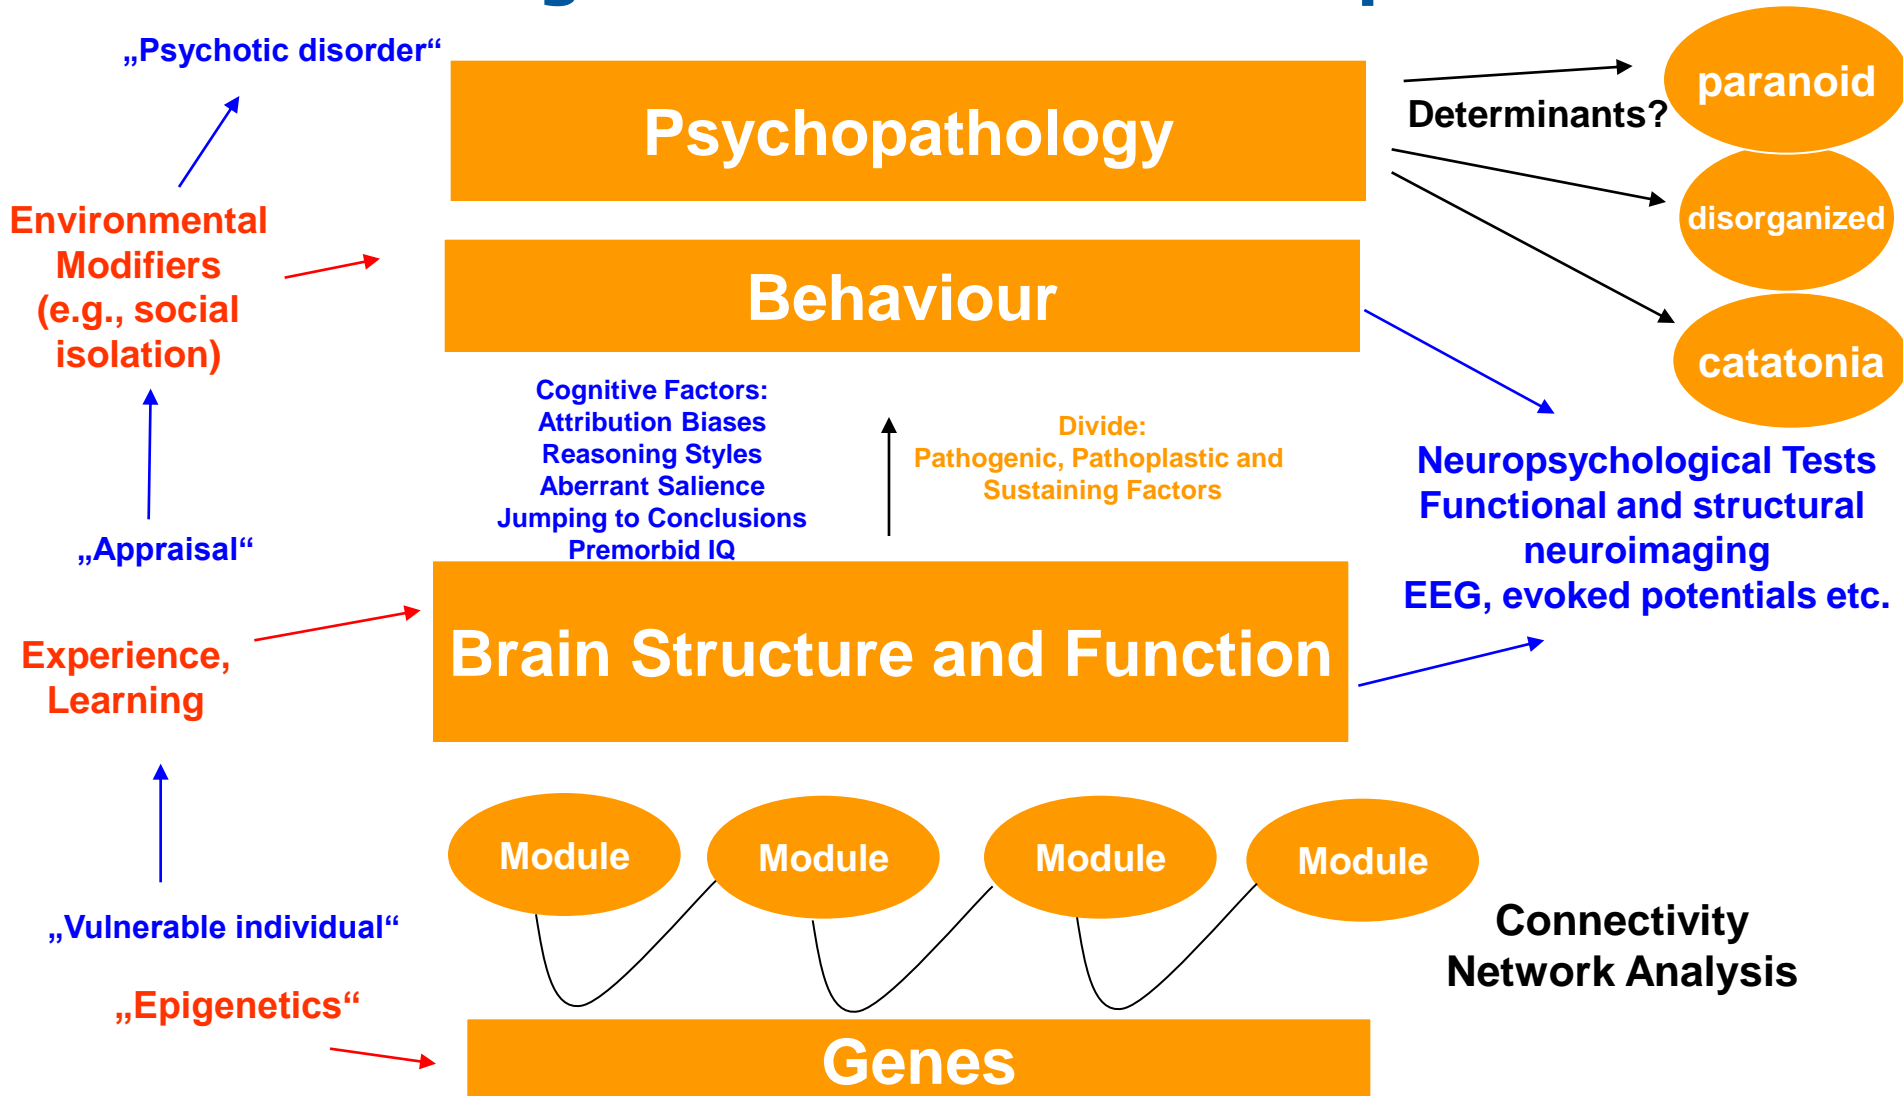 „Psychotic disorder“
Psychopathology
Determinants?
paranoid
disorganized
catatonia
Environmental
Modifiers
(e.g., social
isolation)
Behaviour
Cognitive Factors:
Attribution Biases
Reasoning Styles
Aberrant Salience
Jumping to Conclusions
Premorbid IQ
Divide:
Pathogenic, Pathoplastic and
Sustaining Factors
Neuropsychological Tests
Functional and structural
neuroimaging
EEG, evoked potentials etc.
„Appraisal“
Experience,
Learning
Brain Structure and Function
Module
Module
Module
Module
„Vulnerable individual“
Connectivity
Network Analysis
„Epigenetics“
Genes